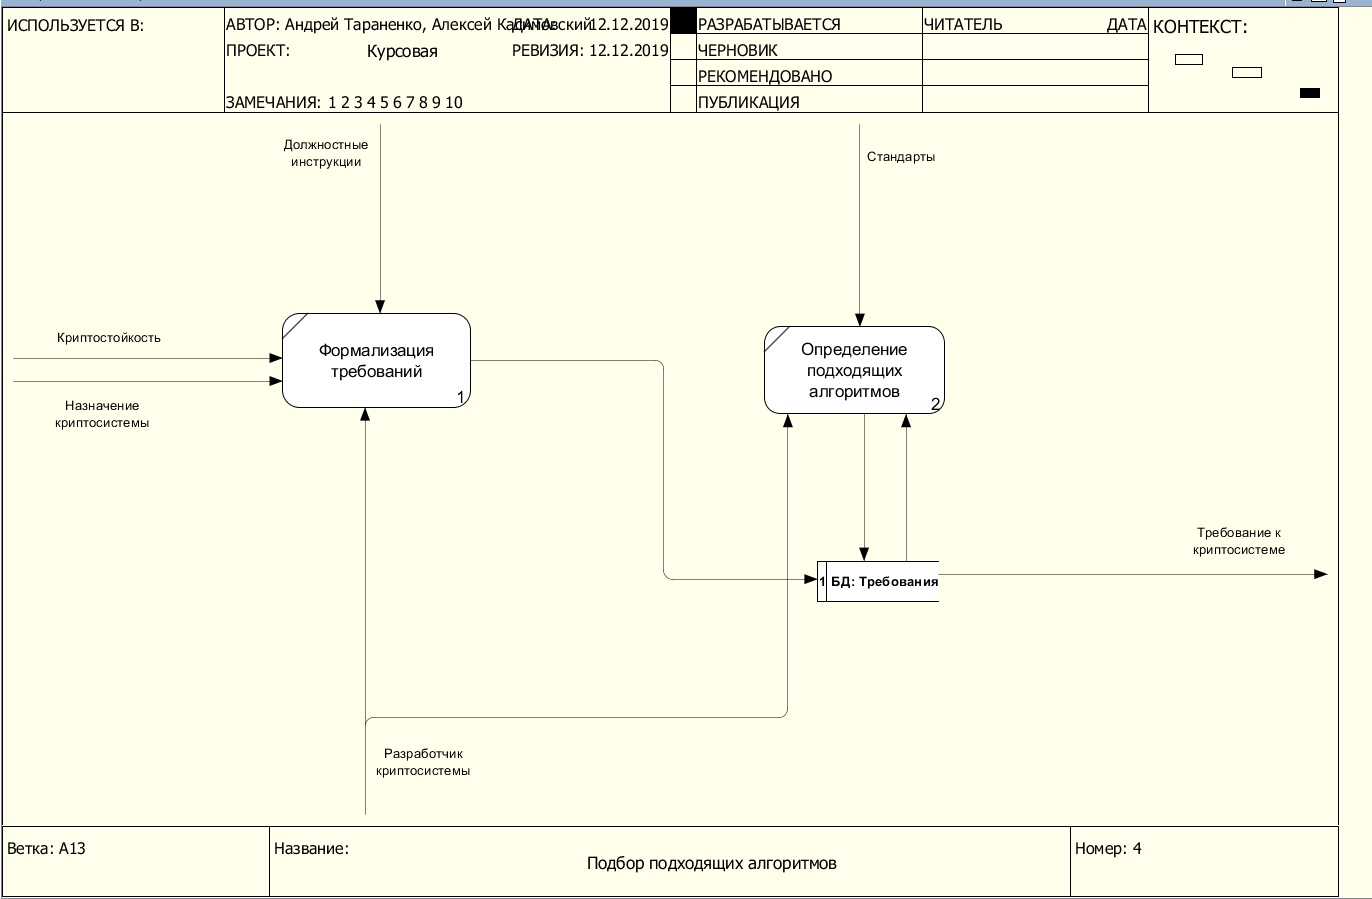 ИСПОЛЬЗУЕТСЯ В:
АВТОР: Андрей Тараненко, Алексей Касимовский
ДАТА: 12.12.2019
ПРОЕКТ: Курсовая
РЕВИЗИЯ: 12.12.2019
ЗАМЕЧАНИЯ: 1 2 3 4 5 6 7 8 9 10
РАЗРАБАТЫВАЕТСЯ
ЧЕРНОВИК
РЕКОМЕНДОВАНО
ПУБЛИКАЦИЯ
ЧИТАТЕЛЬ
ДАТА
КОНТЕКСТ:
Должностные
инструкции
Стандарты
Криптостойкость
Назначение
криптосистемы
Формализация
требований
1
Определение
подходящих
алгоритмов
2
Требование к
криптосистеме
1 БД: Требования
Разработчик
криптосистемы
Ветка: A13
Название:
Подбор подходящих алгоритмов
Номер: 4